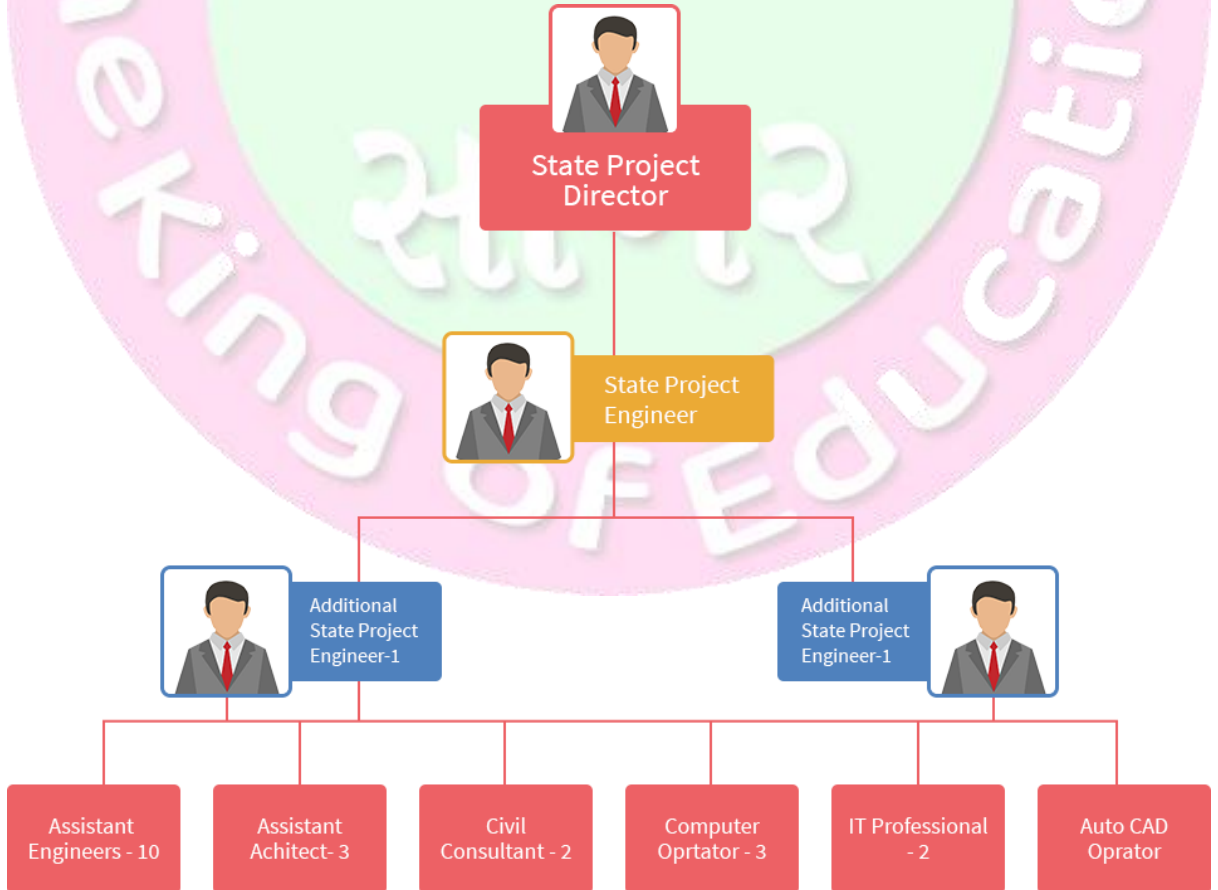 State Project
Director
State Project
Engineer
Additional
State Project
Engineer-1
Additional
State Project
Engineer-1
Assistant
Engineers - 10
Assistant
Achitect- 3
Civil
Consultant - 2
Computer
Oprtator - 3
IT Professional
- 2
Auto CAD
Oprator
King Of Educatio